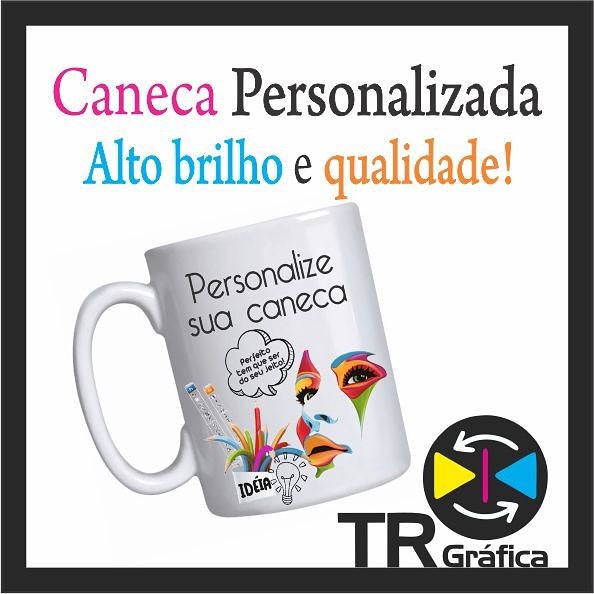 Caneca Personalizada
Alto brilho e qualidade!
Personalize
sua caneca
Perfeito
tem que ser
do seu jeito!
IDÉIA
TR
Gráfica